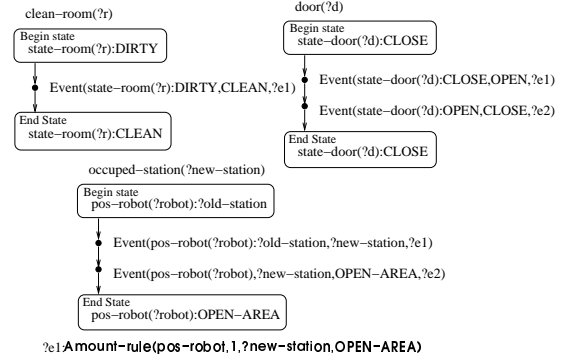 clean-room(?r)
Begin state
state-room(?r):DIRTY
Event(state-room(?r):DIRTY,CLEAN,?e1)
End State
state-room(?r):CLEAN
door(?d)
Begin state
state-door(?d):CLOSE
Event(state-door(?d):CLOSE,OPEN,?e1)
Event(state-door(?d):OPEN,CLOSE,?e2)
End State
state-door(?d):CLOSE
occuped-station(?new-station)
Begin state
pos-robot(?robot):?old-station
Event(pos-robot(?robot):?old-station,?new-station,?e1)
Event(pos-robot(?robot),?new-station,OPEN-AREA,?e2)
End State
pos-robot(?robot):OPEN-AREA
?e1:Amount-rule(pos-robot,1,?new-station,OPEN-AREA)